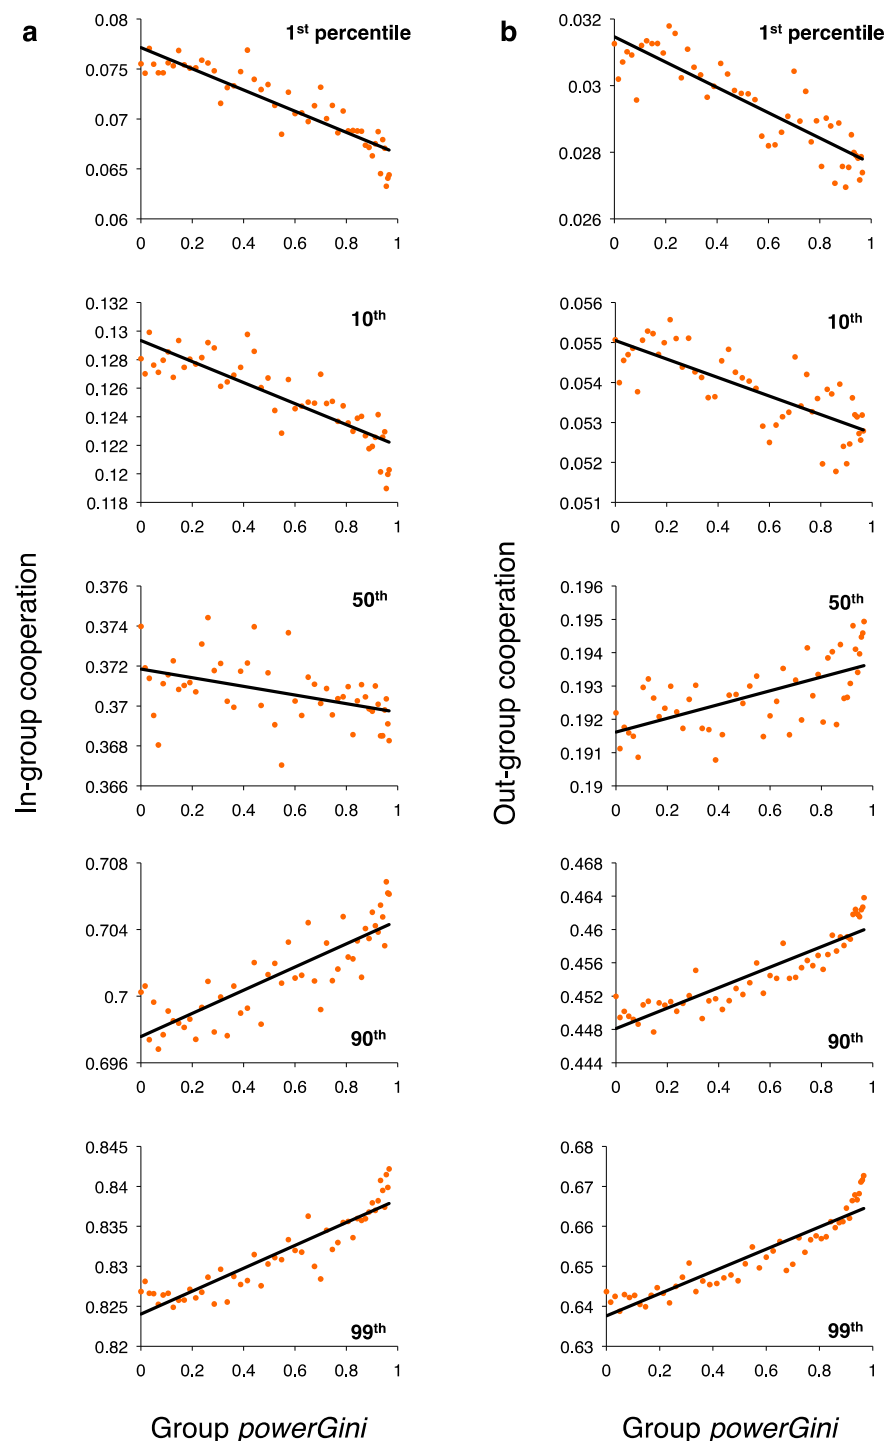 a
1st percentile
0.08
0.075
0.07
0.065
0.06
0 0.2 0.4 0.6 0.8 1
b
1st percentile
0.032
0.03
0.028
0.026
0 0.2 0.4 0.6 0.8 1
10th
0.132
0.13
0.128
0.126
0.124
0.122
0.12
0.118
0 0.2 0.4 0.6 0.8 1
10th
0.056
0.055
0.054
0.053
0.052
0.051
0 0.2 0.4 0.6 0.8 1
In-group cooperation
50th
0.376
0.374
0.372
0.37
0.368
0.366
0 0.2 0.4 0.6 0.8 1
Out-group cooperation
50th
0.196
0.195
0.194
0.193
0.192
0.191
0.19
0 0.2 0.4 0.6 0.8 1
0.708
0.704
0.7
0.696
90th
0 0.2 0.4 0.6 0.8 1
0.468
0.464
0.46
0.456
0.452
0.448
0.444
90th
0 0.2 0.4 0.6 0.8 1
0.845
0.84
0.835
0.83
0.825
0.82
99th
0 0.2 0.4 0.6 0.8 1
Group powerGini
0.68
0.67
0.66
0.65
0.64
0.63
99th
0 0.2 0.4 0.6 0.8 1
Group powerGini